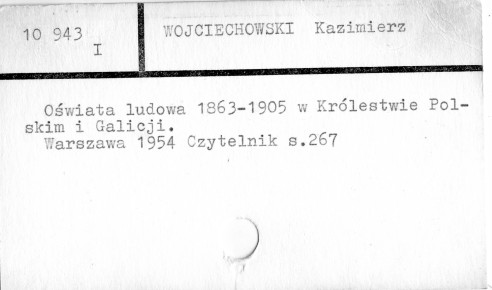 10 943
I
WOJCIECHOWSKI Kazimierz
Oświata ludowa 1863-1905 w Królestwie Pol-
skim i Galicji.
Warszawa 1954 Czytelnik s.267